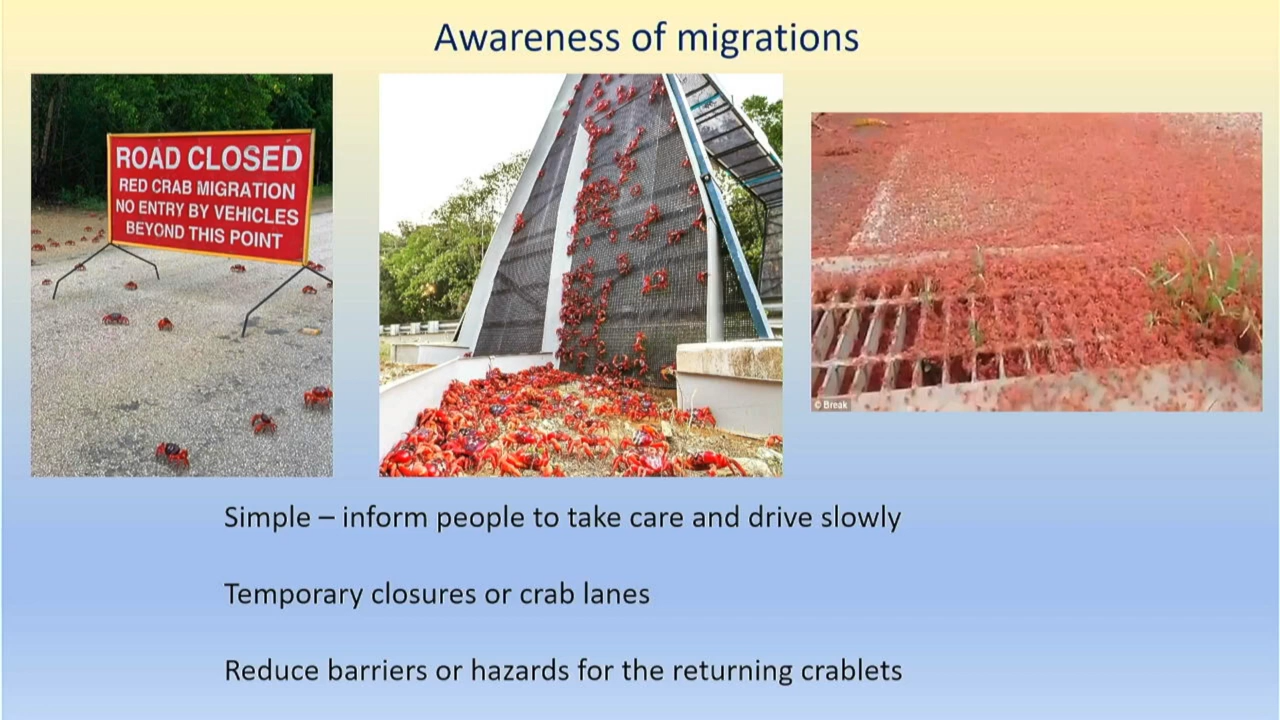 Awareness of migrations
ROAD CLOSED
RED CRAB MIGRATION
NO ENTRY BY VEHICLES
BEYOND THIS POINT
© Break
Simple – inform people to take care and drive slowly
Temporary closures or crab lanes
Reduce barriers or hazards for the returning crablets